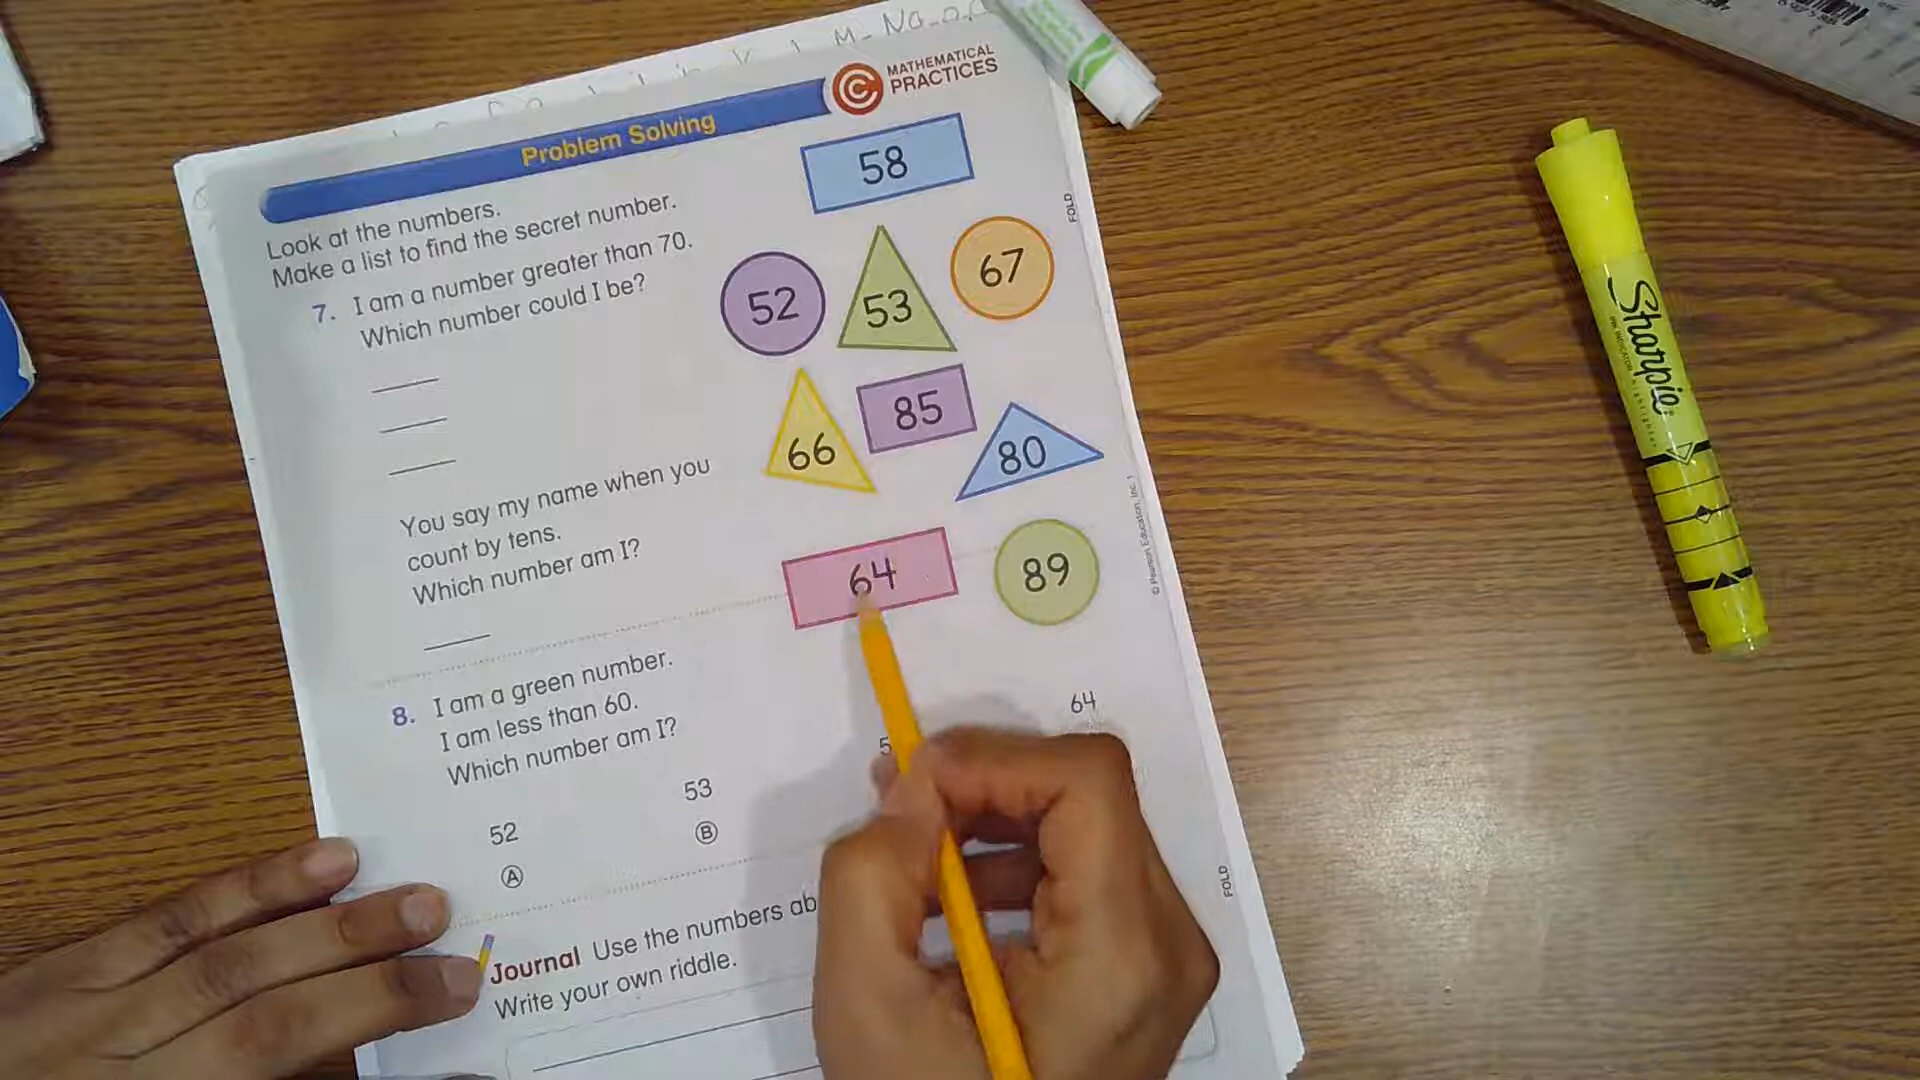 MATHEMATICAL
PRACTICES
Problem Solving
Look at the numbers.
Make a list to find the secret number.
7. I am a number greater than 70.
Which number could I be?
You say my name when you
count by tens.
Which number am I?
58
52
53
67
66
85
80
64
89
FOLD
© Pearson Education, Inc. 1
8. I am a green number.
I am less than 60.
Which number am I?
52
53
5
64
A
B
FOLD
Journal Use the numbers ab
Write your own riddle.
Sharpie